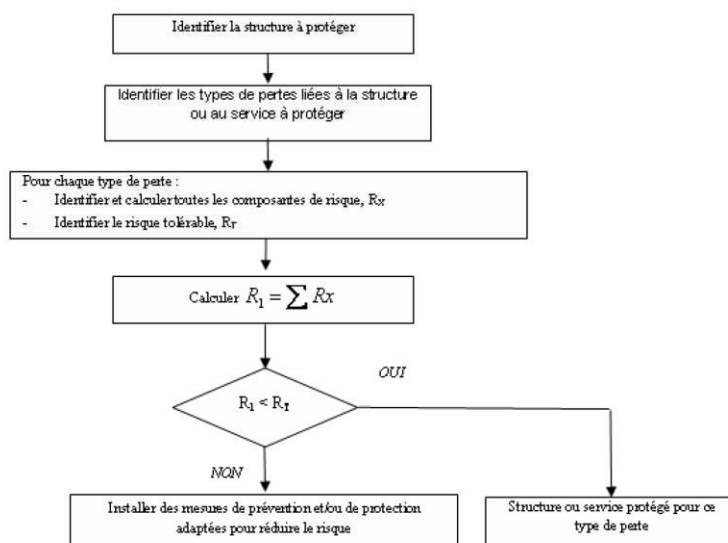 Identifier la structure à protéger
Identifier les types de pertes liées à la structure
ou au service à protéger
Pour chaque type de perte :
- Identifier et calculer toutes les composantes de risque, RX
- Identifier le risque tolérable, RT
Calculer R1 = ∑ Rx
OUI
R1 < RT
NON
Installer des mesures de prévention et/ou de protection
adaptées pour réduire le risque
Structure ou service protégé pour ce
type de perte